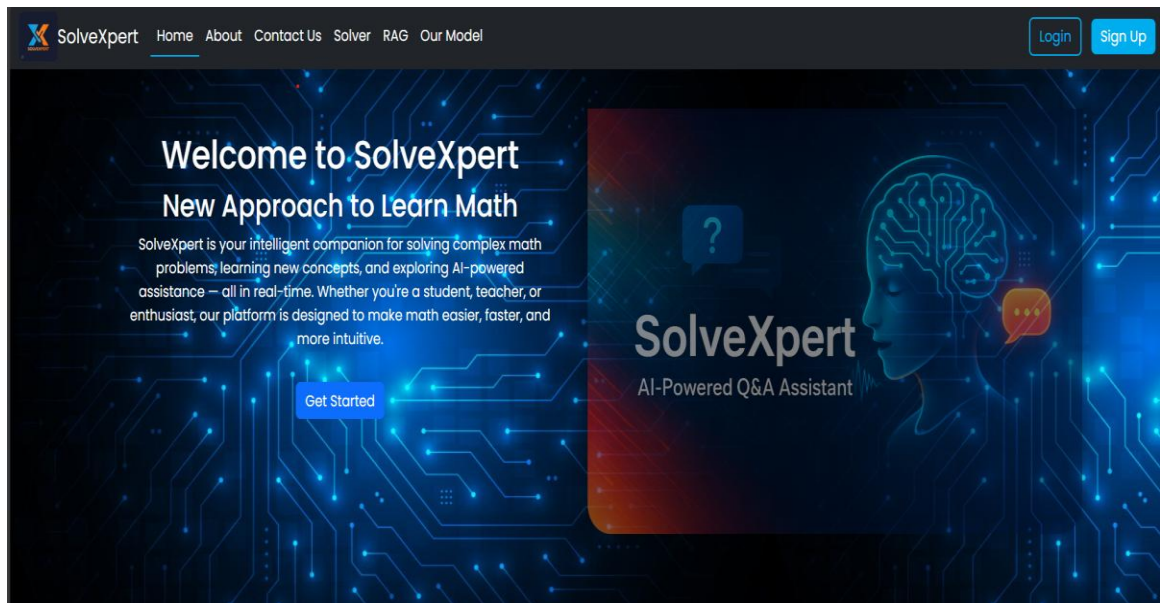 SolveXpert Home About Contact Us Solver RAG Our Model Login Sign Up
Welcome to SolveXpert
New Approach to Learn Math
SolveXpert is your intelligent companion for solving complex math
problems, learning new concepts, and exploring AI-powered
assistance — all in real-time. Whether you're a student, teacher, or
enthusiast, our platform is designed to make math easier, faster, and
more intuitive.
Get Started
?
SolveXpert
AI-Powered Q&A Assistant